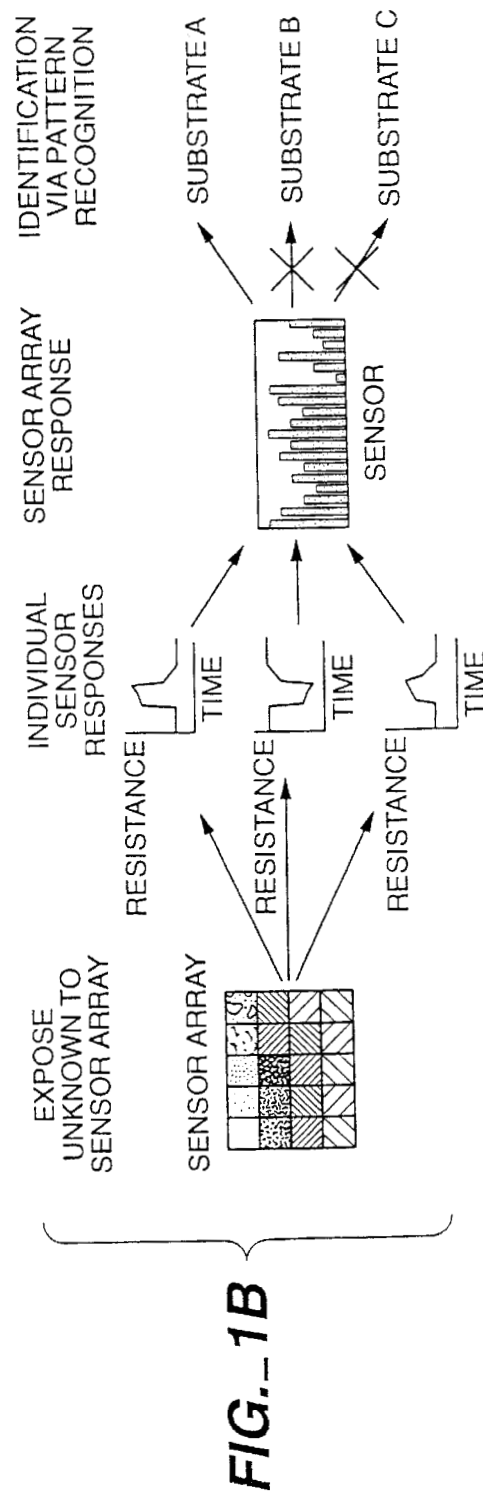 EXPOSE
UNKNOWN TO
SENSOR ARRAY
INDIVIDUAL
SENSOR
RESPONSES
SENSOR ARRAY
RESPONSE
IDENTIFICATION
VIA PATTERN
RECOGNITION
SENSOR ARRAY
RESISTANCE
TIME
RESISTANCE
TIME
RESISTANCE
TIME
SENSOR
SUBSTRATE A
SUBSTRATE B
SUBSTRATE C
FIG._1B